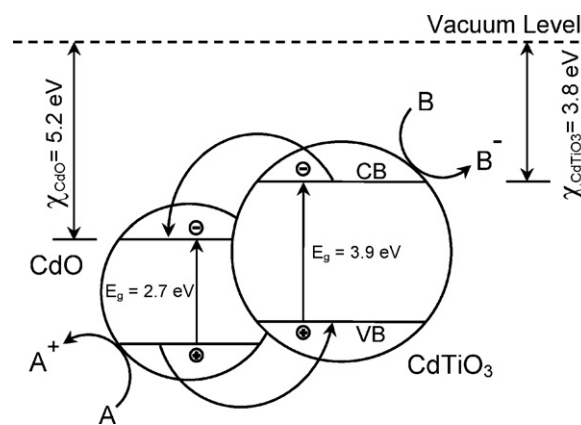 Vacuum Level
χCdO= 5.2 eV
χCdTiO3= 3.8 eV
B
B-
⊖
CB
⊖
CdO
Eg = 2.7 eV
Eg = 3.9 eV
⊕
VB
⊕
A+
A
CdTiO3